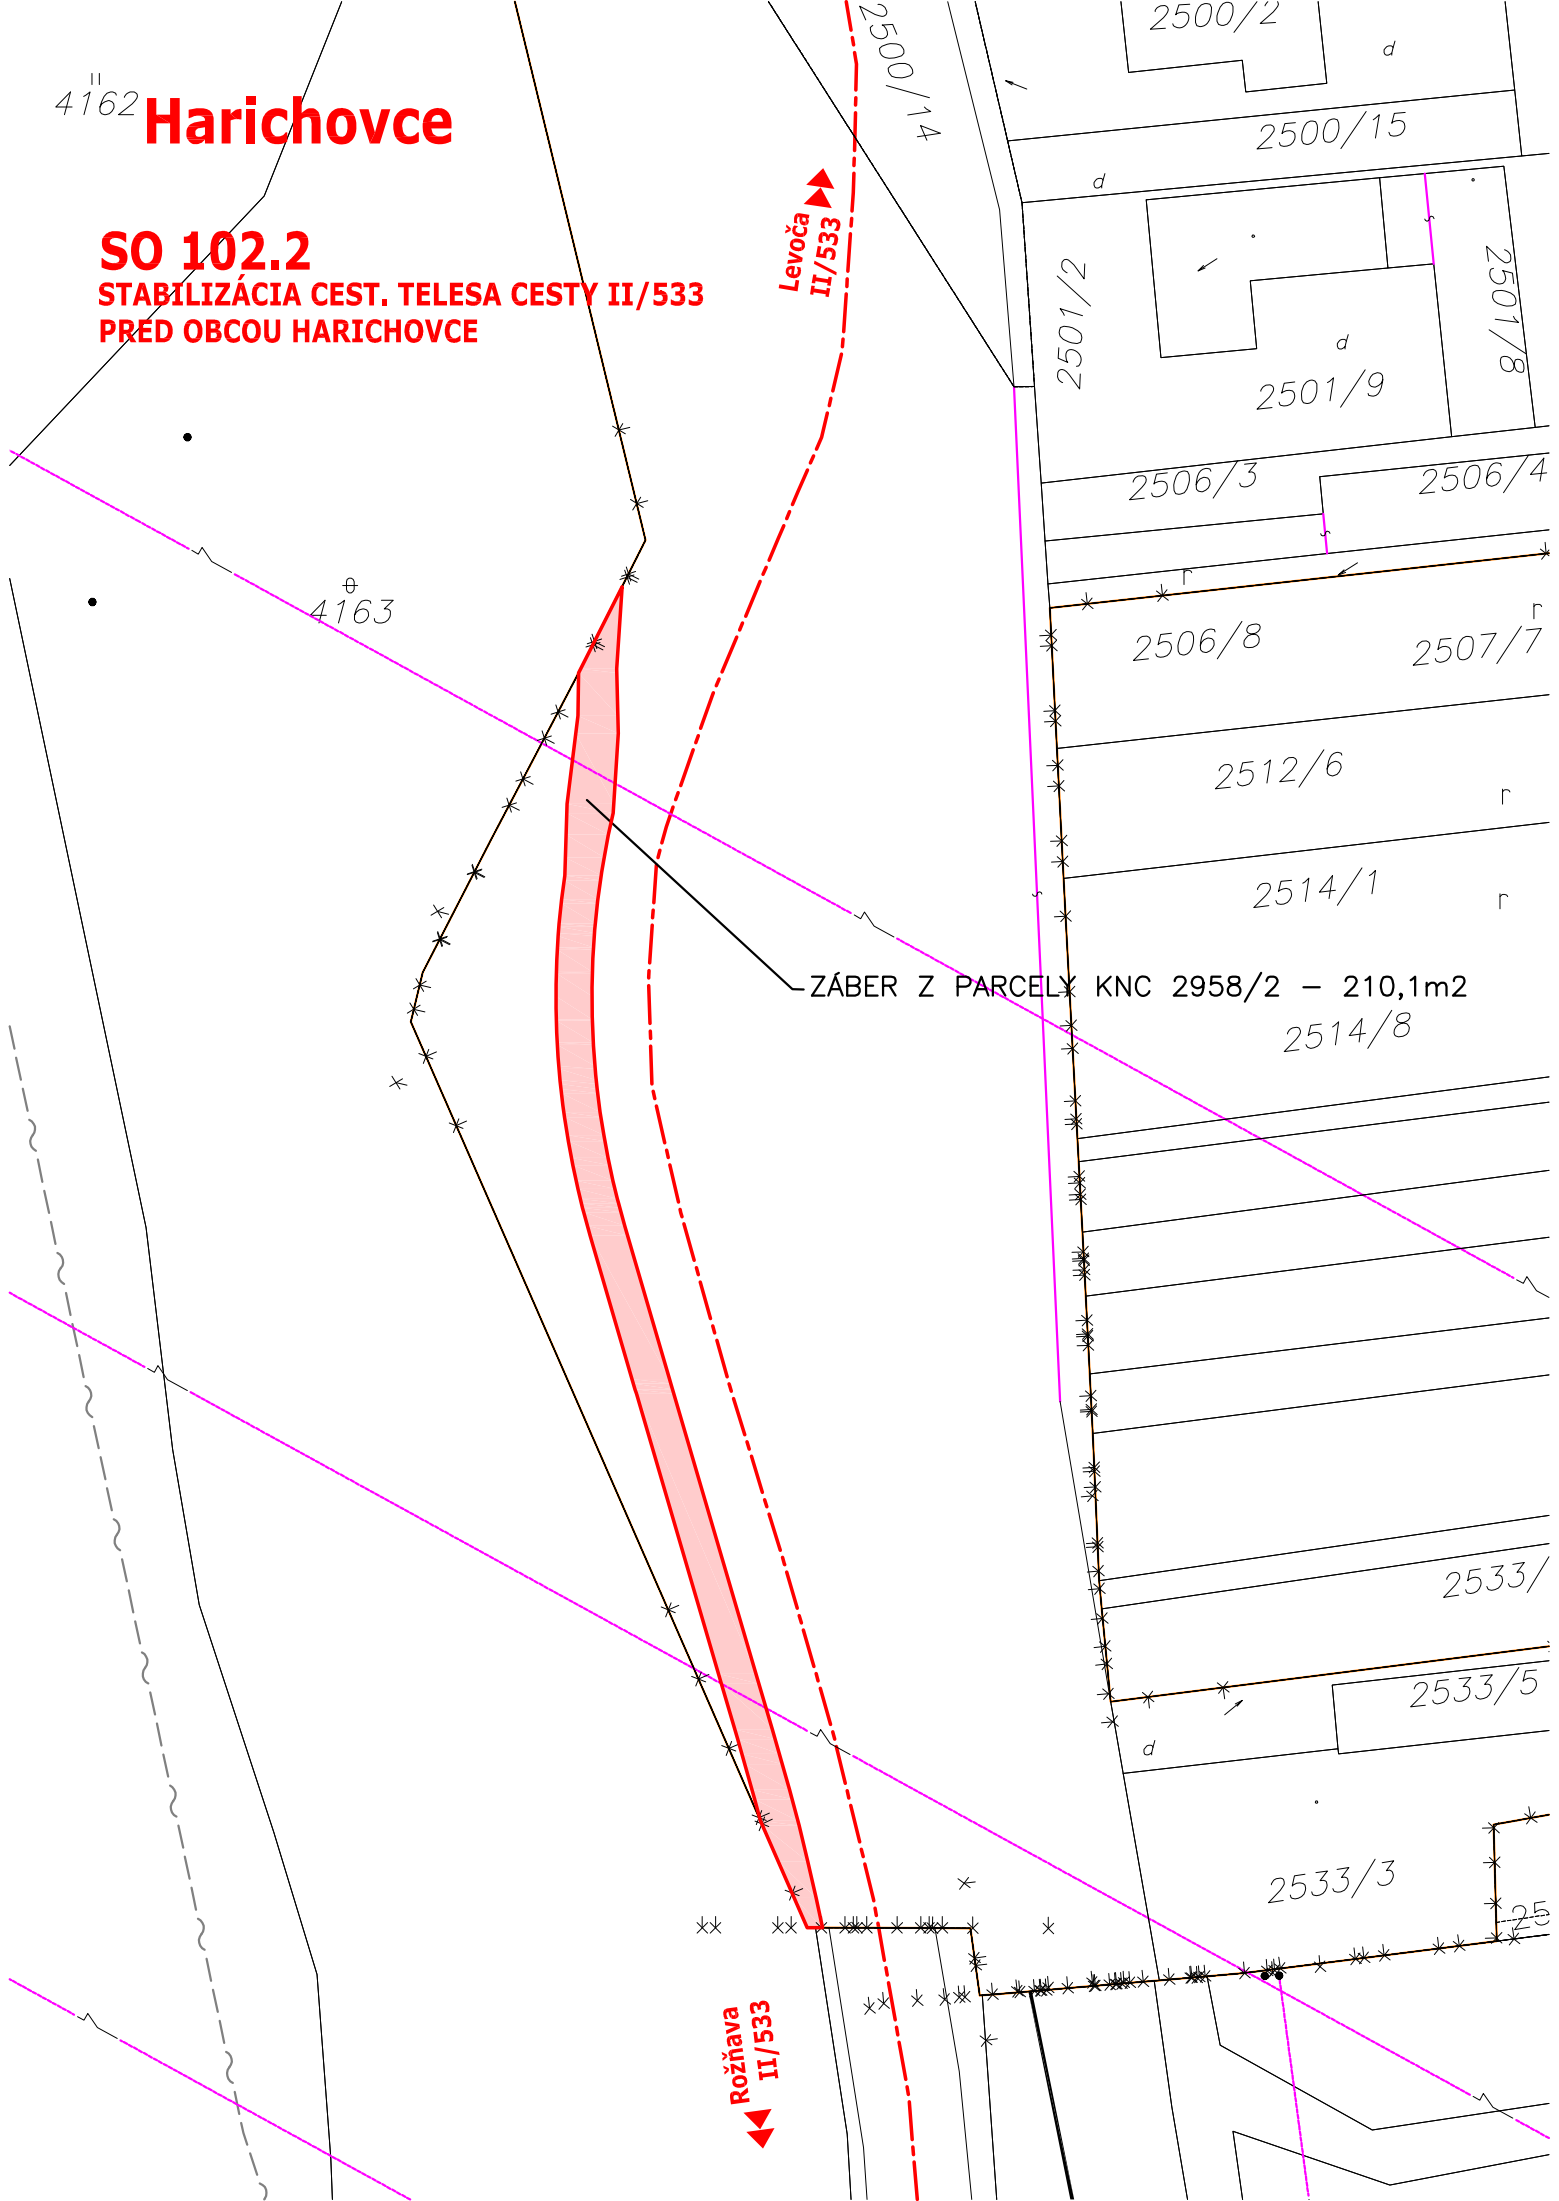 2500/2
d
4162
Harichovce
2500/14
2500/15
d
SO 102.2
STABILIZÁCIA CEST. TELESA CESTY II/533
PRED OBCOU HARICHOVCE
Levoča
II/533
2501/2
2501/8
d
2501/9
2506/3
2506/4
r
4163
r
2506/8
2507/7
2512/6
r
2514/1
r
ZÁBER Z PARCELY KNC 2958/2 – 210,1m2
2514/8
2533/
2533/5
d
2533/3
25
Rožňava
II/533